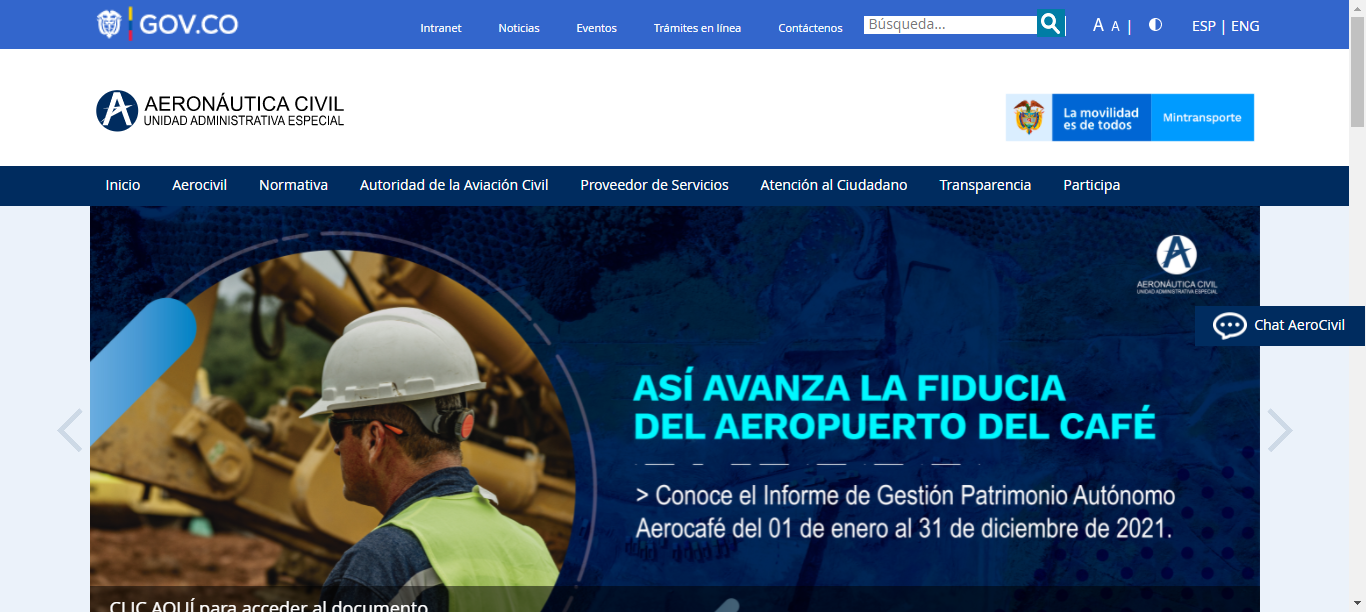 GOV.CO
Intranet
Noticias
Eventos
Trámites en línea
Contáctenos
Búsqueda...
A A |
ESP | ENG
AERONÁUTICA CIVIL
UNIDAD ADMINISTRATIVA ESPECIAL
La movilidad
es de todos
Mintransporte
Inicio
Aerocivil
Normativa
Autoridad de la Aviación Civil
Proveedor de Servicios
Atención al Ciudadano
Transparencia
Participa
AERONÁUTICA CIVIL
UNIDAD ADMINISTRATIVA ESPECIAL
Chat AeroCivil
ASÍ AVANZA LA FIDUCIA
DEL AEROPUERTO DEL CAFÉ
> Conoce el Informe de Gestión Patrimonio Autónomo
Aerocafé del 01 de enero al 31 de diciembre de 2021.
CLIC AQUÍ para acceder al documento